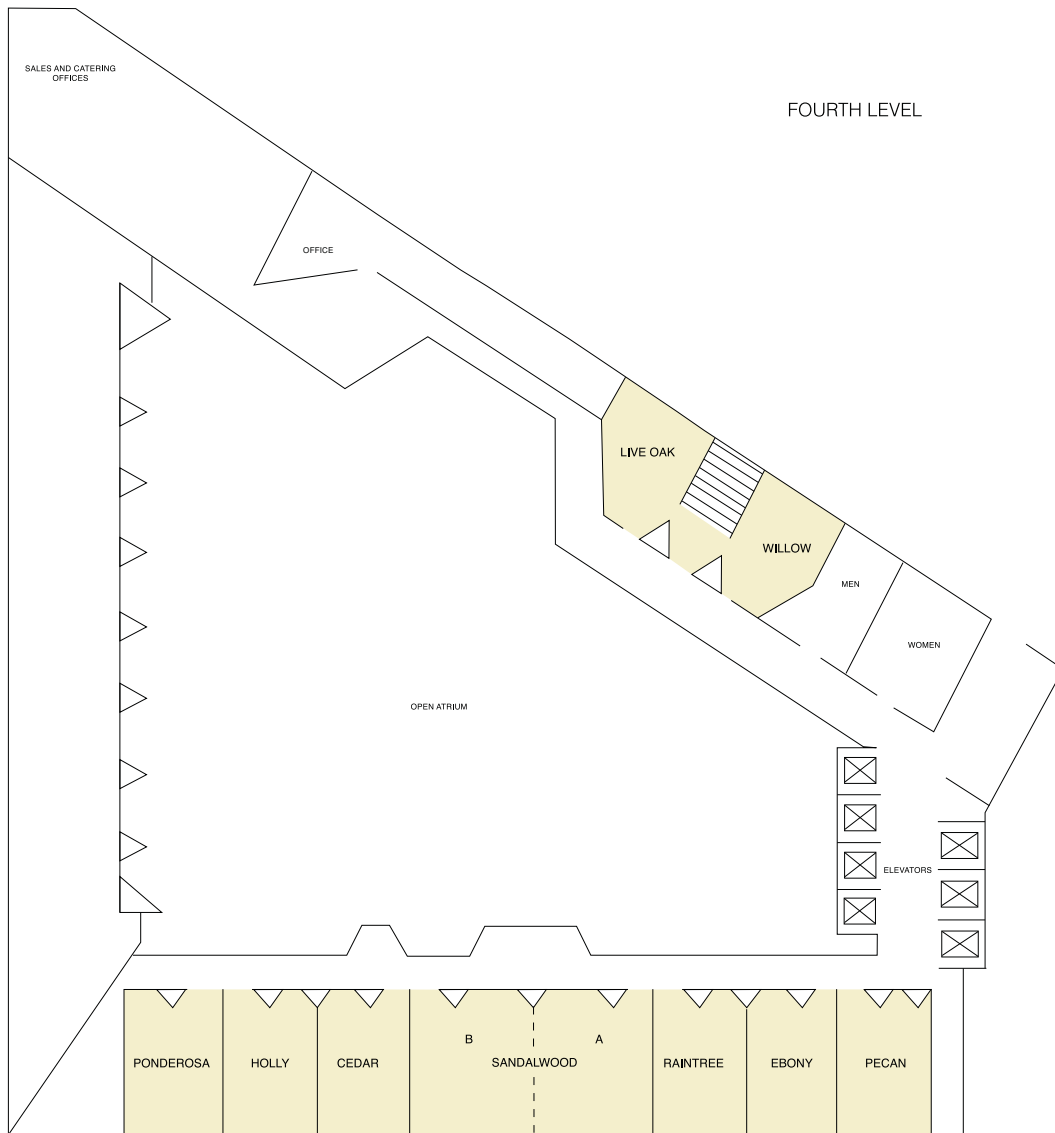 SALES AND CATERING
OFFICES
FOURTH LEVEL
OFFICE
LIVE OAK
WILLOW
MEN
WOMEN
OPEN ATRIUM
ELEVATORS
B
A
PONDEROSA
HOLLY
CEDAR
SANDALWOOD
RAINTREE
EBONY
PECAN